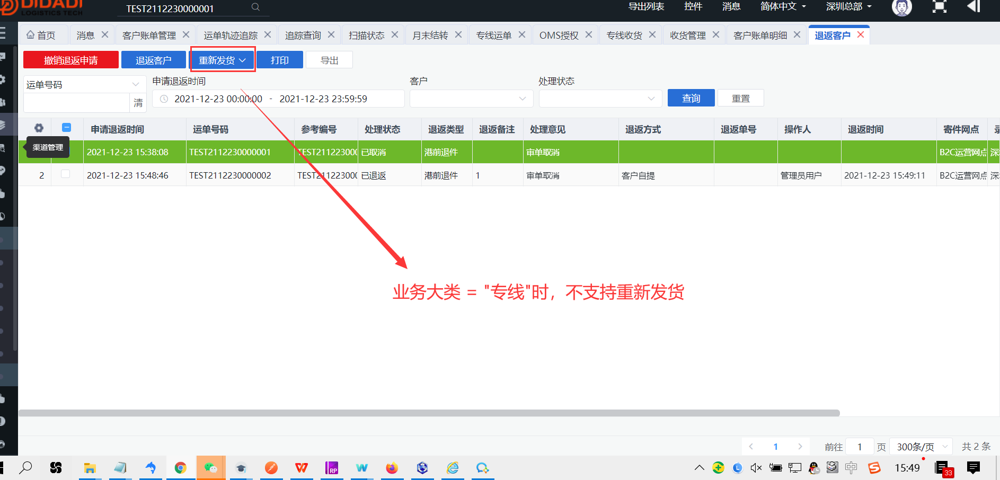 DIDADI
LOGISTICS TECH
TEST2112230000001
导出列表 控件 消息 简体中文 深圳总部
首页 消息 客户账单管理 运单轨迹追踪 追踪查询 扫描状态 月末结转 专线运单 OMS授权 专线收货 收货管理 客户账单明细 退返客户
撤销退返申请 退返客户 重新发货 打印 导出
运单号码 申请退返时间 客户 处理状态
清 2021-12-23 00:00:00 - 2021-12-23 23:59:59 查询 重置
申请退返时间 运单号码 参考编号 处理状态 退返类型 退返备注 处理意见 退返方式 退返单号 操作人 退返时间 寄件网点
渠道管理 2021-12-23 15:38:08 TEST2112230000001 TEST21122300 已取消 港前退件 审单取消 B2C运营网点 深
2 2021-12-23 15:48:46 TEST2112230000002 TEST21122300 已退返 港前退件 1 审单取消 客户自提 管理员用户 2021-12-23 15:49:11 B2C运营网点 深
业务大类 = "专线"时，不支持重新发货
1 前往 1 页 300条/页 共 2 条
RP
中
15:49
33